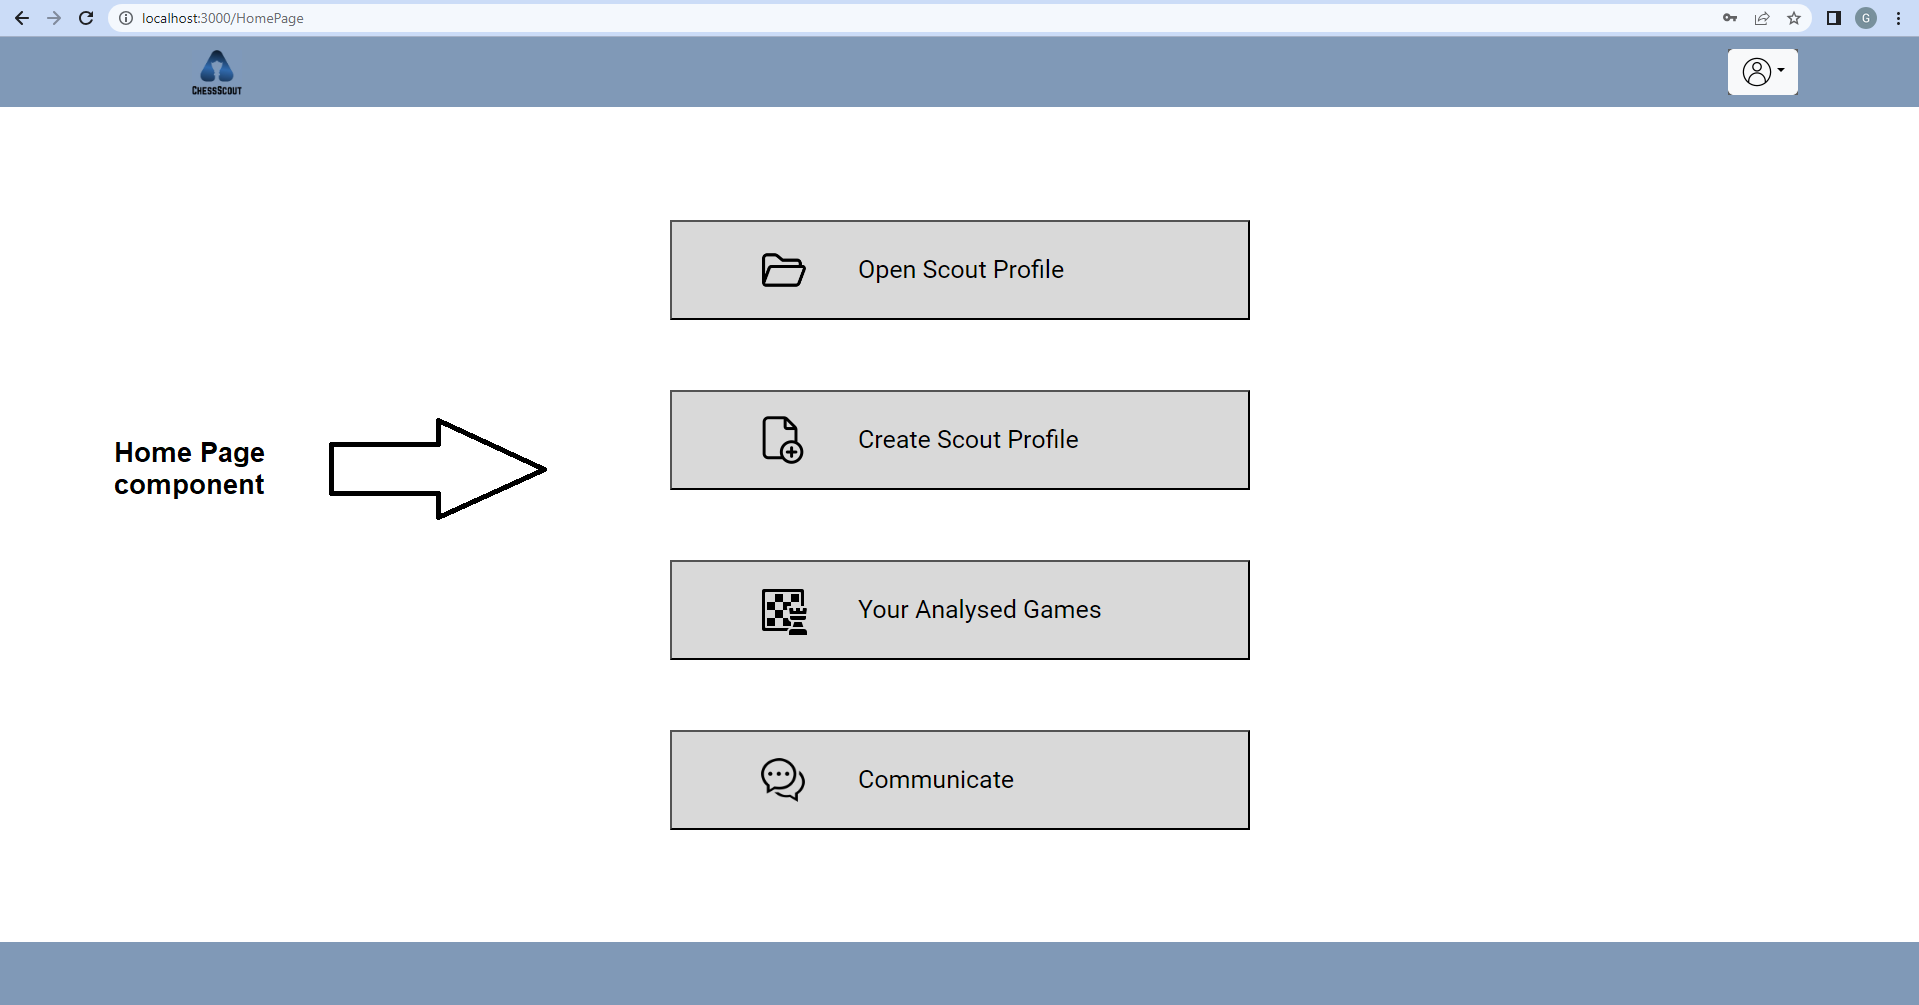 localhost:3000/HomePage
G
ChessScout
Open Scout Profile
Create Scout Profile
Home Page
component
Your Analysed Games
Communicate